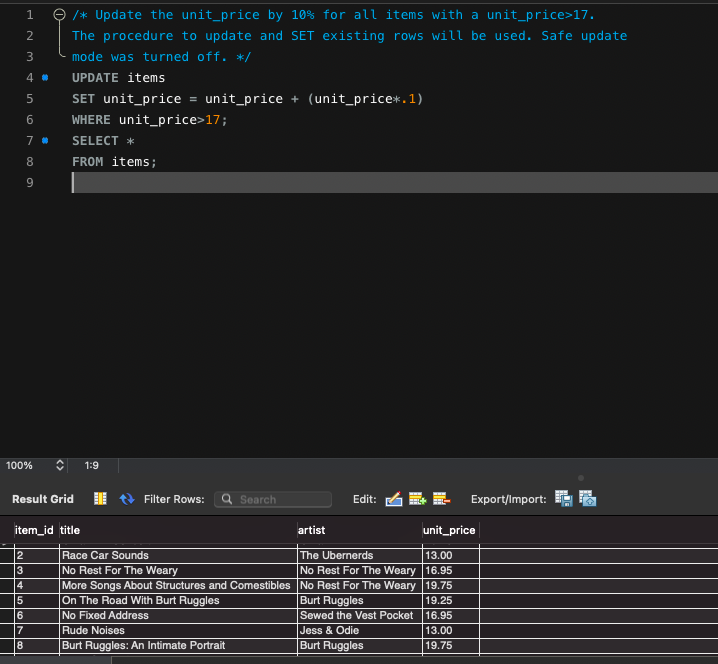 1 /* Update the unit_price by 10% for all items with a unit_price>17.
2 The procedure to update and SET existing rows will be used. Safe update
3 mode was turned off. */
4 UPDATE items
5 SET unit_price = unit_price + (unit_price*.1)
6 WHERE unit_price>17;
7 SELECT *
8 FROM items;
9
100% 1:9
Result Grid Filter Rows: Search Edit: Export/Import:
item_id title artist unit_price
2 Race Car Sounds The Ubernerds 13.00
3 No Rest For The Weary No Rest For The Weary 16.95
4 More Songs About Structures and Comestibles No Rest For The Weary 19.75
5 On The Road With Burt Ruggles Burt Ruggles 19.25
6 No Fixed Address Sewed the Vest Pocket 16.95
7 Rude Noises Jess & Odie 13.00
8 Burt Ruggles: An Intimate Portrait Burt Ruggles 19.75